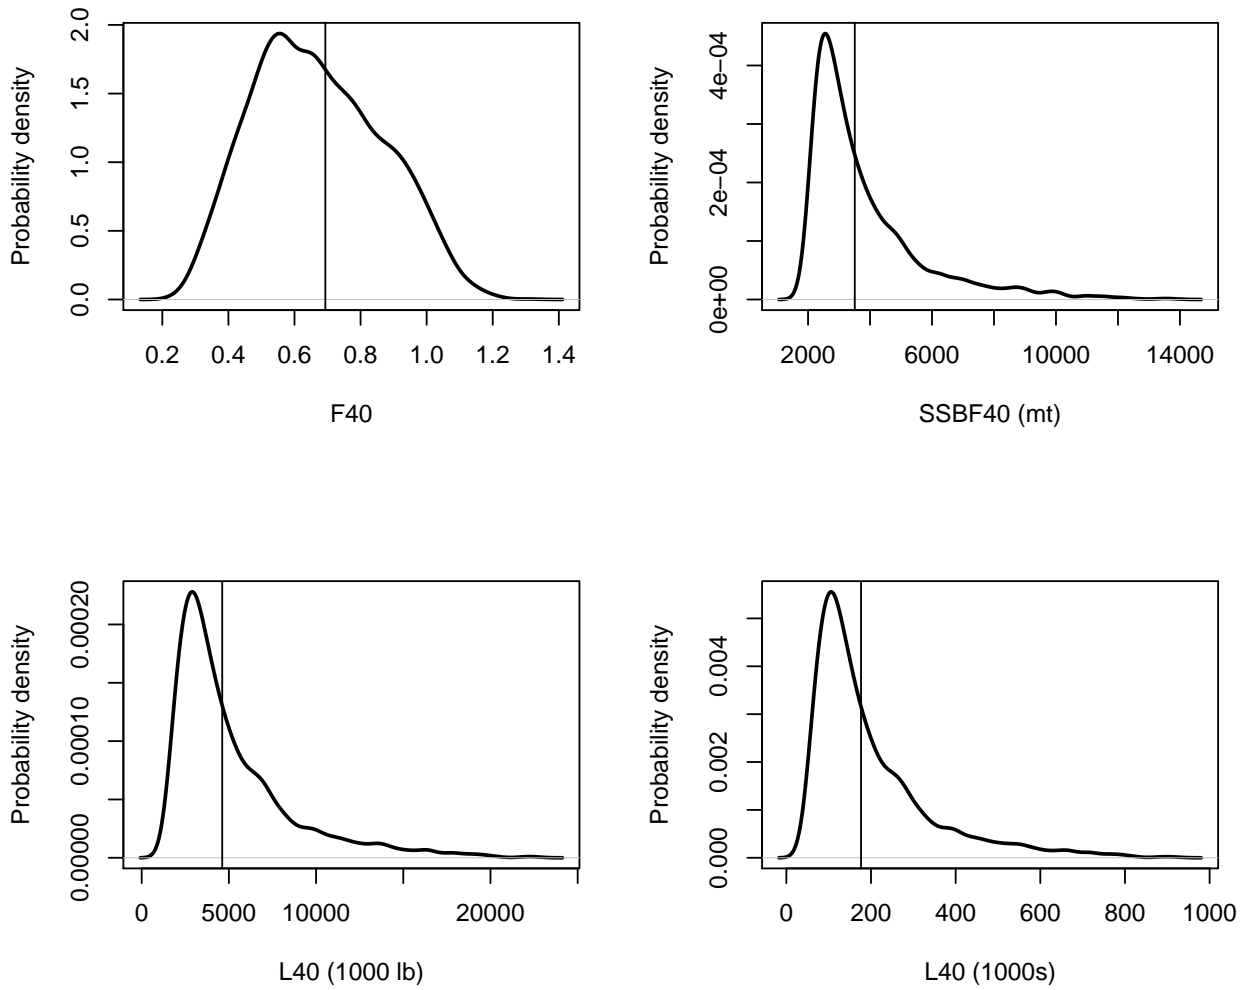 Probability density
0.0 0.5 1.0 1.5 2.0
0.2 0.4 0.6 0.8 1.0 1.2 1.4
F40
Probability density
0e+00 2e−04 4e−04
2000 6000 10000 14000
SSBF40 (mt)
Probability density
0.00000 0.00010 0.00020
0 5000 10000 20000
L40 (1000 lb)
Probability density
0.000 0.002 0.004
0 200 400 600 800 1000
L40 (1000s)